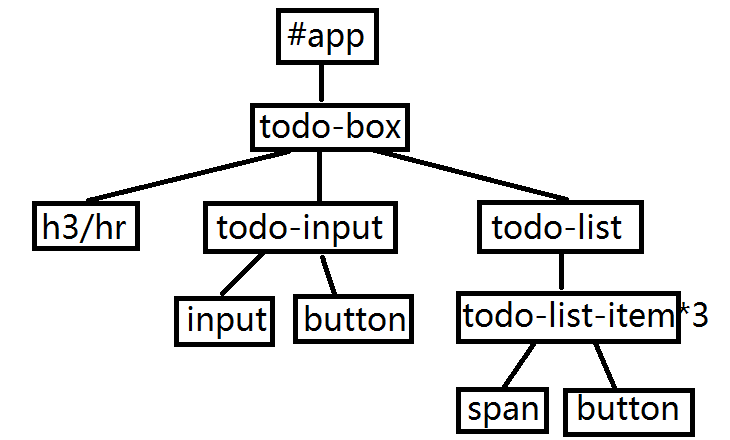 #app
todo-box
h3/hr
todo-input
todo-list
input
button
todo-list-item*3
span
button